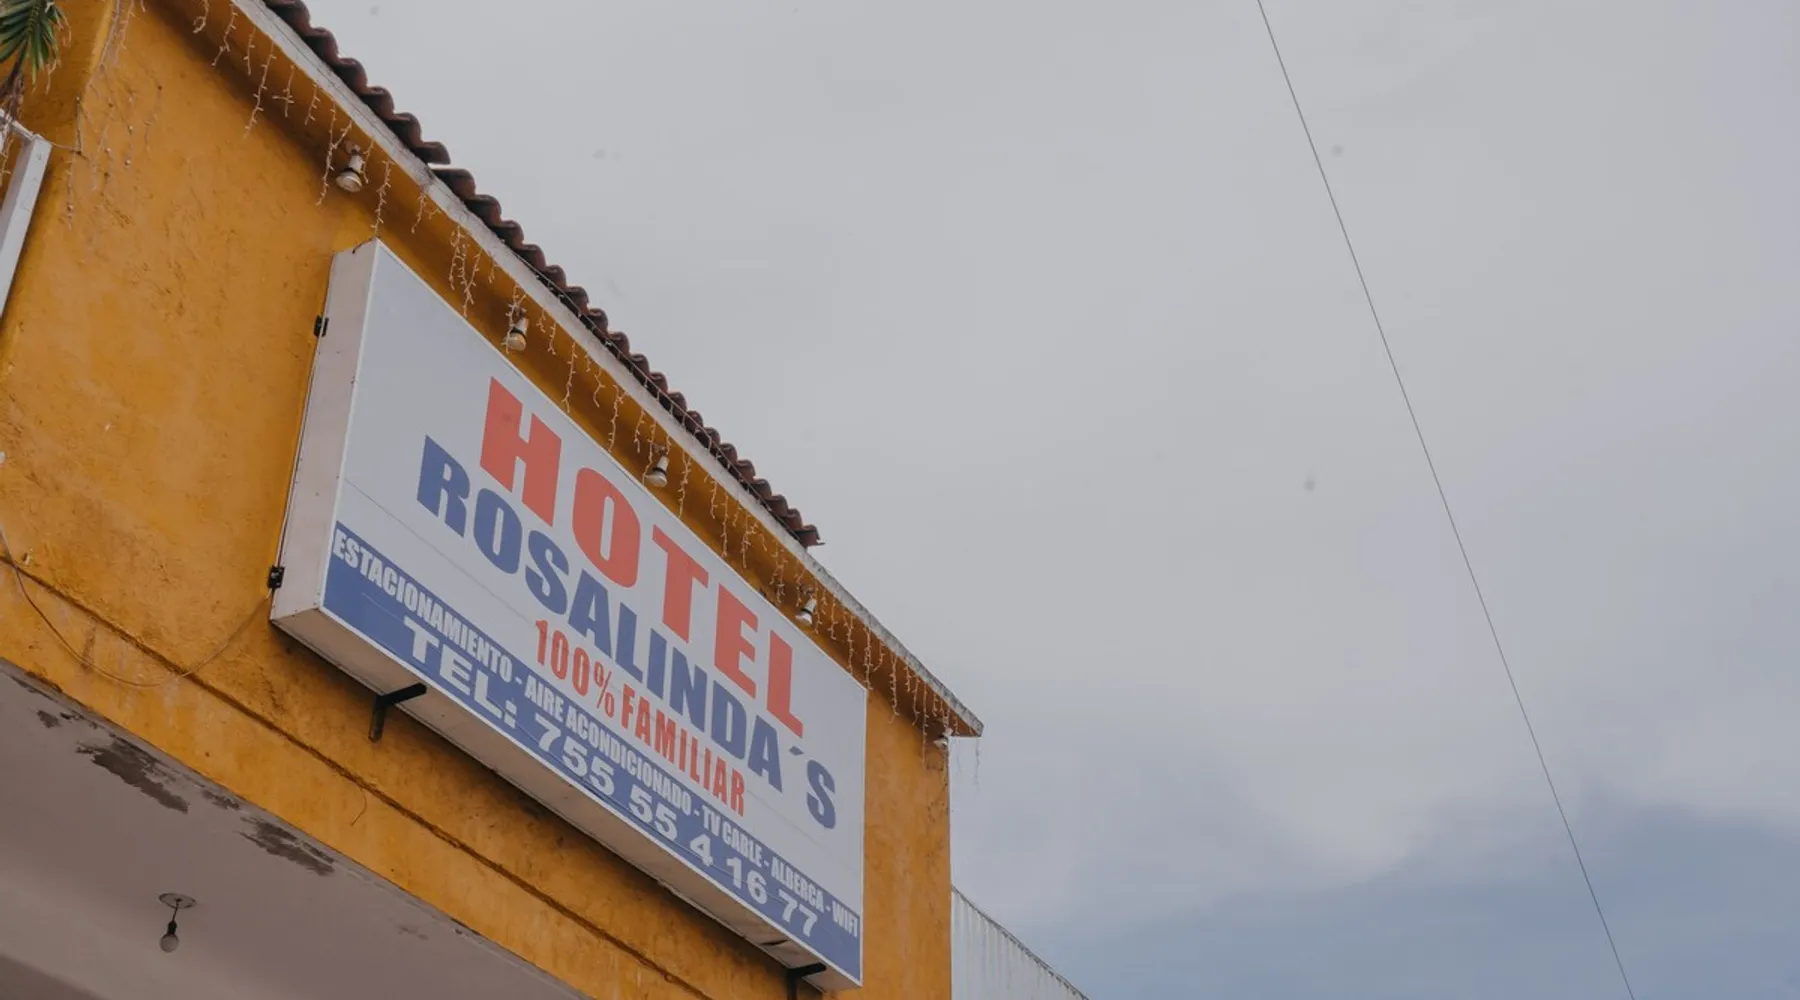 HOTEL
ROSALINDA´S
100% FAMILIAR
ESTACIONAMIENTO - AIRE ACONDICIONADO - TV CABLE - ALBERCA - WIFI
TEL: 755 55 4 16 77